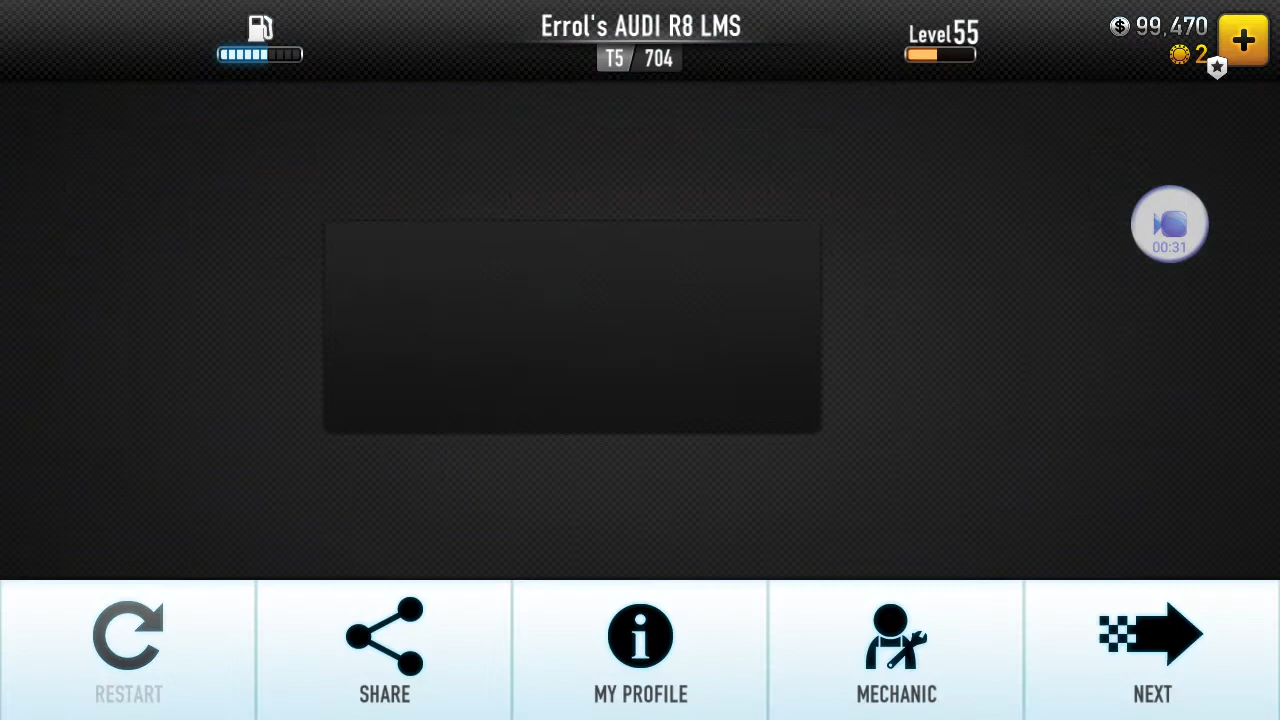 Errol's AUDI R8 LMS
T5 704
Level 55
99,470
2
00:31
RESTART
SHARE
MY PROFILE
MECHANIC
NEXT